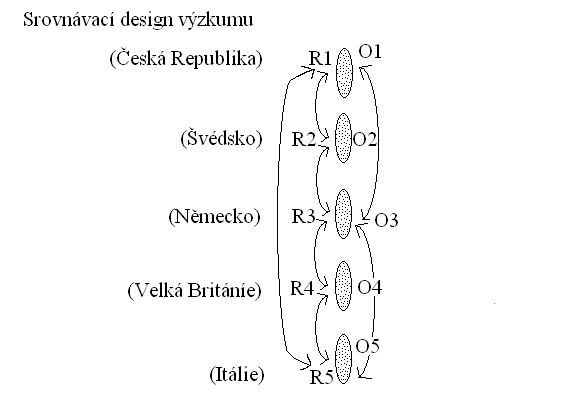 Srovnávací design výzkumu
(Česká Republika) R1 O1
(Švédsko) R2 O2
(Německo) R3 O3
(Velká Británie) R4 O4
O5
(Itálie) R5